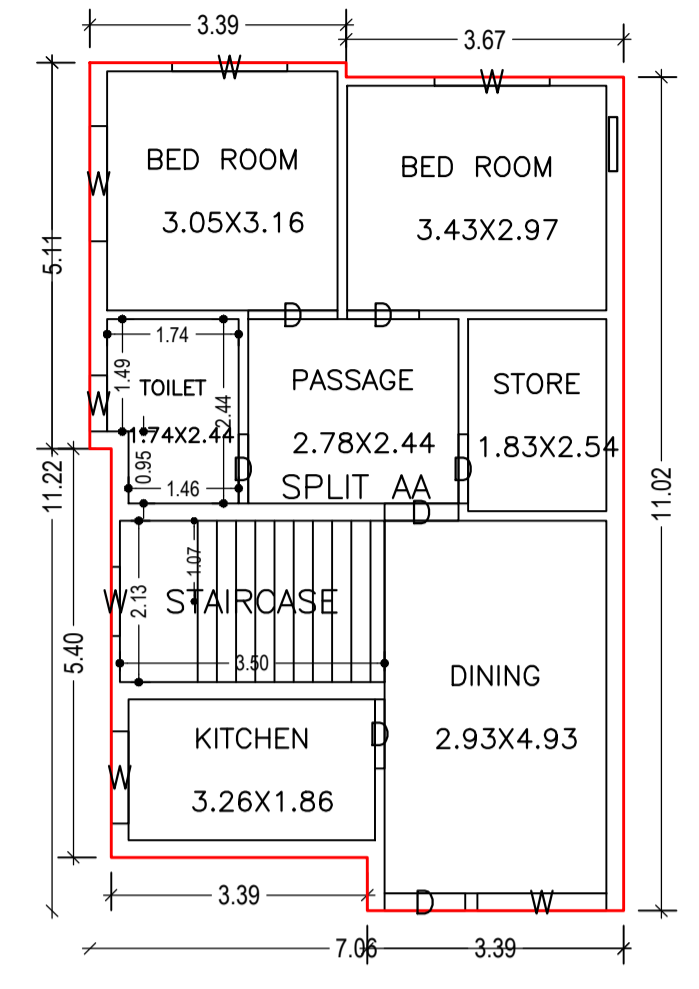 3.39
3.67
W
W
BED ROOM
BED ROOM
W
3.05X3.16
3.43X2.97
5.11
D
D
1.74
1.49
TOILET
PASSAGE
STORE
W
2.44
1.74X2.44
2.78X2.44
1.83X2.54
0.95
D
D
11.22
1.46
SPLIT AA
11.02
D
1.07
W
2.13
STAIRCASE
5.40
3.50
DINING
KITCHEN
D
2.93X4.93
W
3.26X1.86
3.39
D
W
7.06
3.39